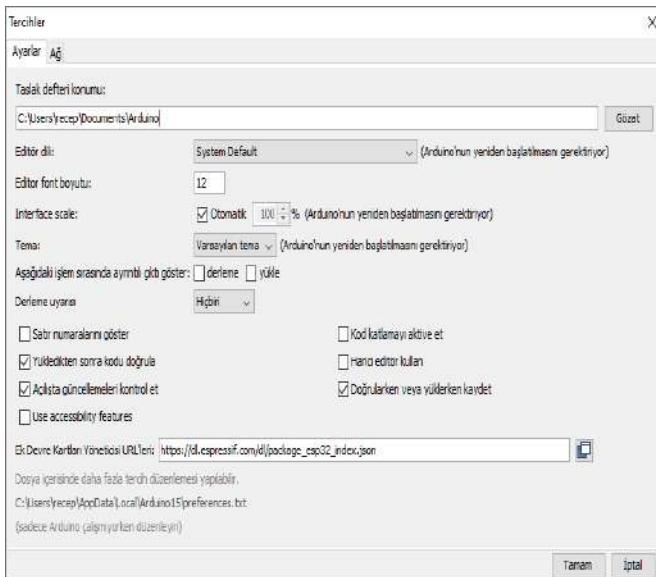 Tercihler X
Ayarlar Ağ
Taslak defteri konumu:
C:\Users\recep\Documents\Arduino Gözat
Editör dili: System Default (Arduino'nun yeniden başlatılmasını gerektiriyor)
Editor font boyutu: 12
Interface scale: Otomatik 100 % (Arduino'nun yeniden başlatılmasını gerektiriyor)
Tema: Varsayılan tema (Arduino'nun yeniden başlatılmasını gerektiriyor)
Aşağıdaki işlem sırasında ayrıntılı çıktı göster: derleme yükle
Derleme uyarısı Hiçbiri
Satır numaralarını göster Kod katlamayı aktive et
Yükledikten sonra kodu doğrula Harici editör kullan
Açılışta güncellemeleri kontrol et Doğrularken veya yüklerken kaydet
Use accessibility features
Ek Devre Kartları Yöneticisi URL'leri: https://dl.espressif.com/dl/package_esp32_index.json
Dosya içerisinde daha fazla tercih düzenlemesi yapılabilir.
C:\Users\recep\AppData\Local\Arduino15\preferences.txt
(sadece Arduino çalışmıyorken düzenleyin)
Tamam İptal